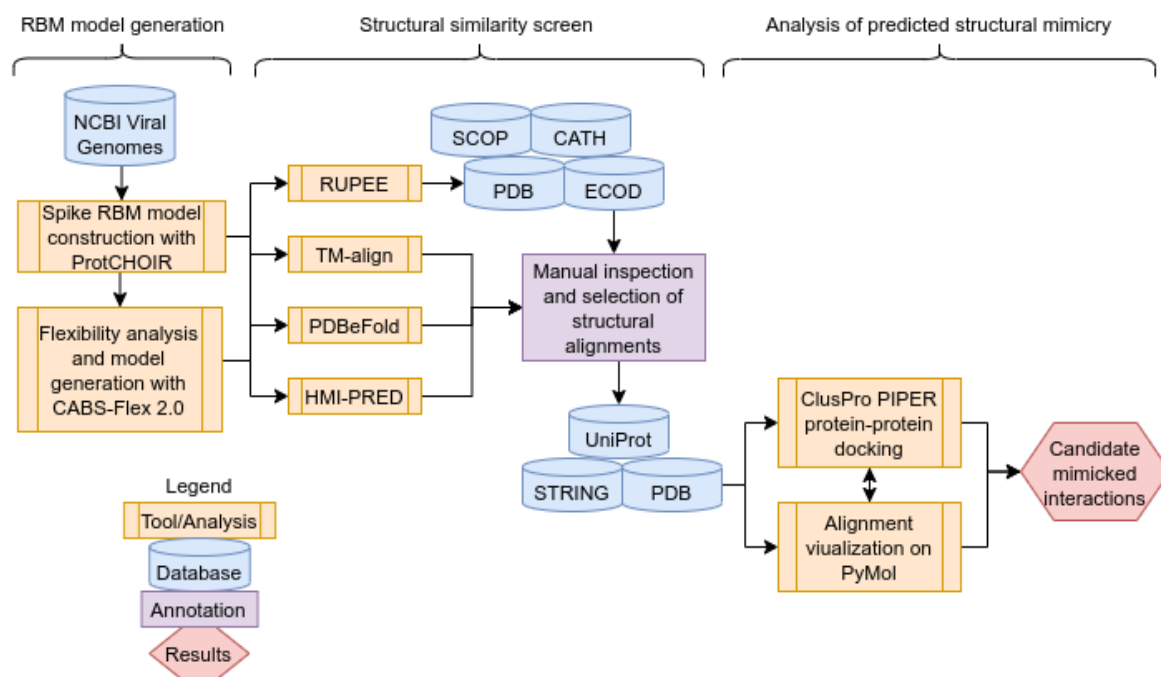 RBM model generation
Structural similarity screen
Analysis of predicted structural mimicry
NCBI Viral
Genomes
Spike RBM model
construction with
ProtCHOIR
Flexibility analysis
and model
generation with
CABS-Flex 2.0
RUPEE
TM-align
PDBeFold
HMI-PRED
SCOP
CATH
PDB
ECOD
Manual inspection
and selection of
structural
alignments
UniProt
STRING
PDB
ClusPro PIPER
protein-protein
docking
Alignment
viualization on
PyMol
Candidate
mimicked
interactions
Legend
Tool/Analysis
Database
Annotation
Results